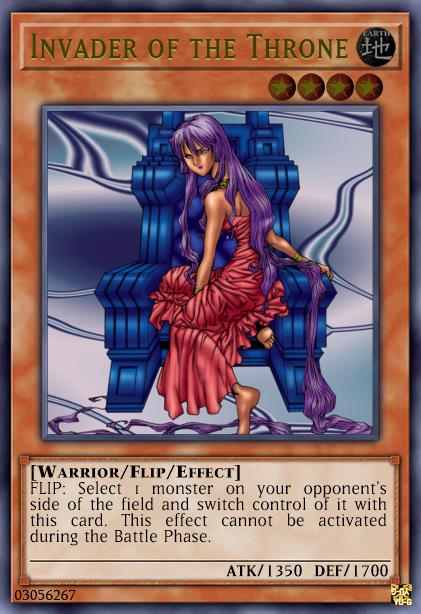 INVADER OF THE THRONE
EARTH
地
[WARRIOR/FLIP/EFFECT]
FLIP: Select 1 monster on your opponent's
side of the field and switch control of it with
this card. This effect cannot be activated
during the Battle Phase.
ATK/1350 DEF/1700
03056267